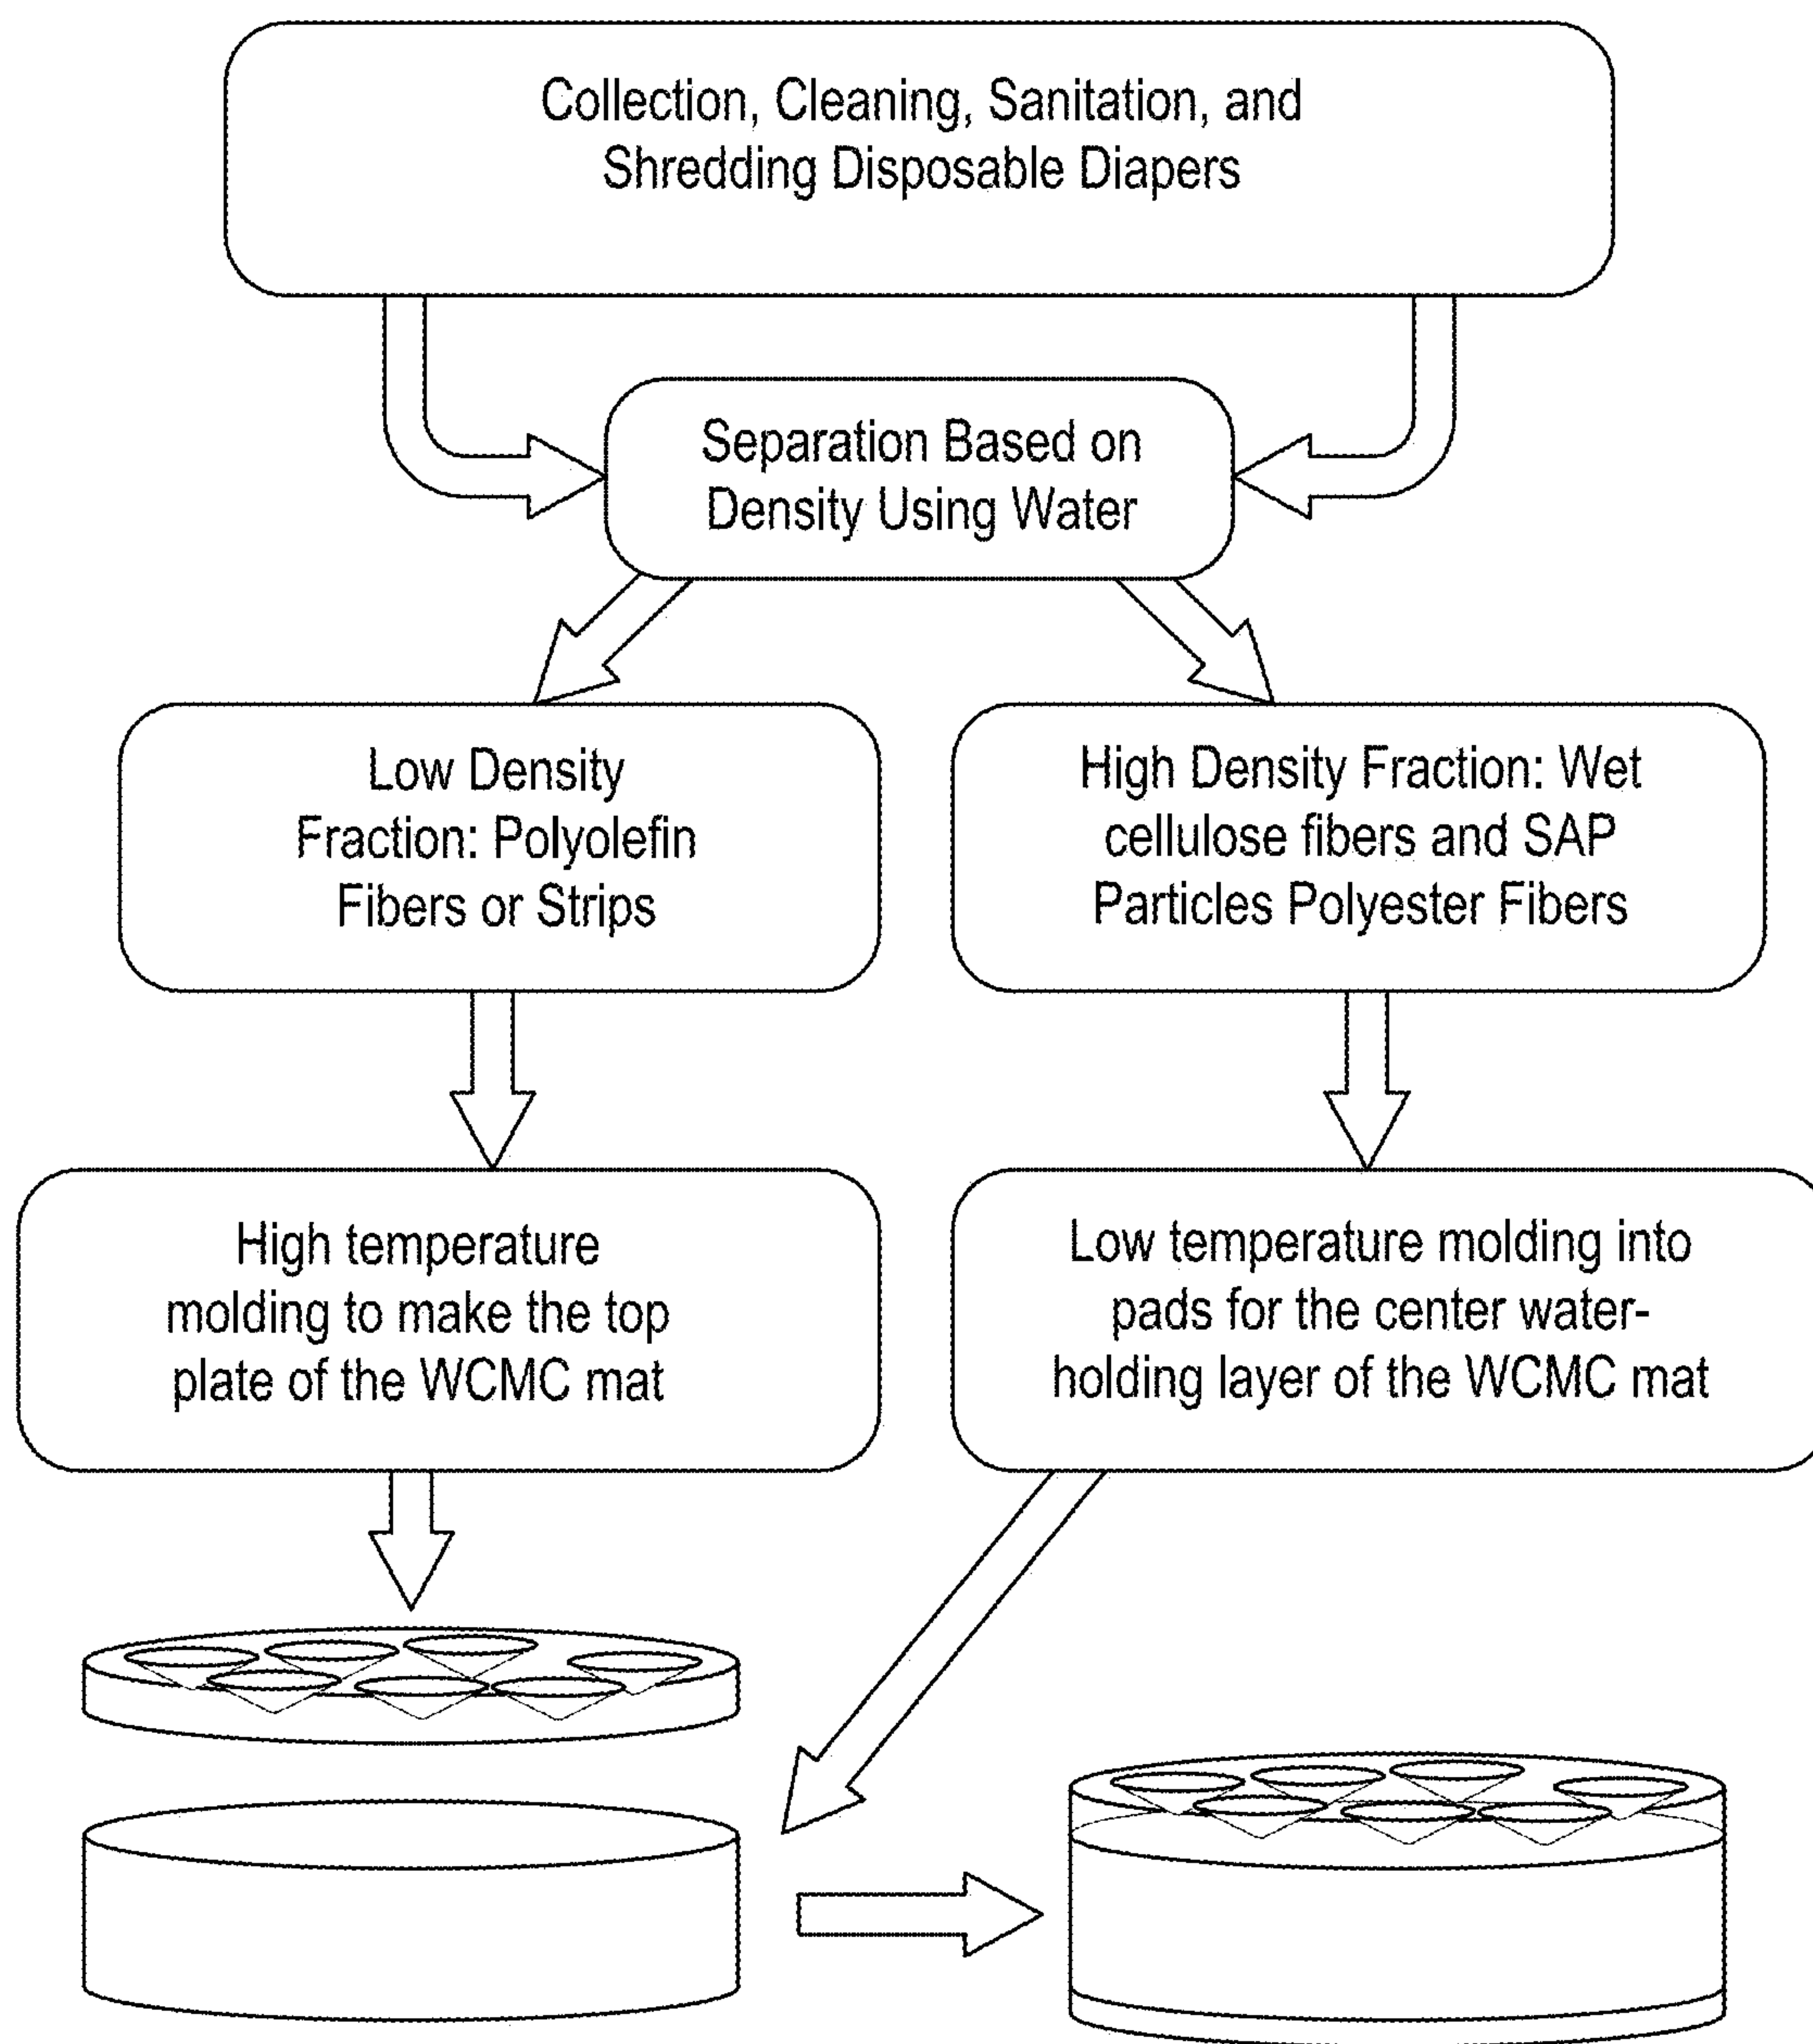 Collection, Cleaning, Sanitation, and
Shredding Disposable Diapers
Separation Based on
Density Using Water
Low Density
Fraction: Polyolefin
Fibers or Strips
High Density Fraction: Wet
cellulose fibers and SAP
Particles Polyester Fibers
High temperature
molding to make the top
plate of the WCMC mat
Low temperature molding into
pads for the center water-
holding layer of the WCMC mat